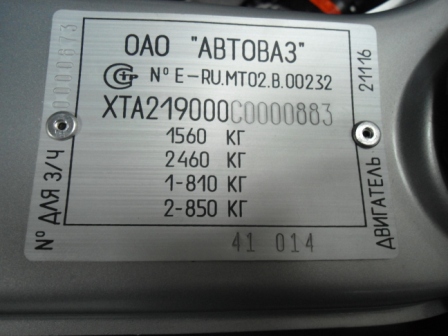 ОАО "АВТОВАЗ"
№ E-RU.MT02.B.00232
XTA219000C0000883
1560 КГ
2460 КГ
1-810 КГ
2-850 КГ
41 014
№ ДЛЯ З/Ч
ДВИГАТЕЛЬ 21116